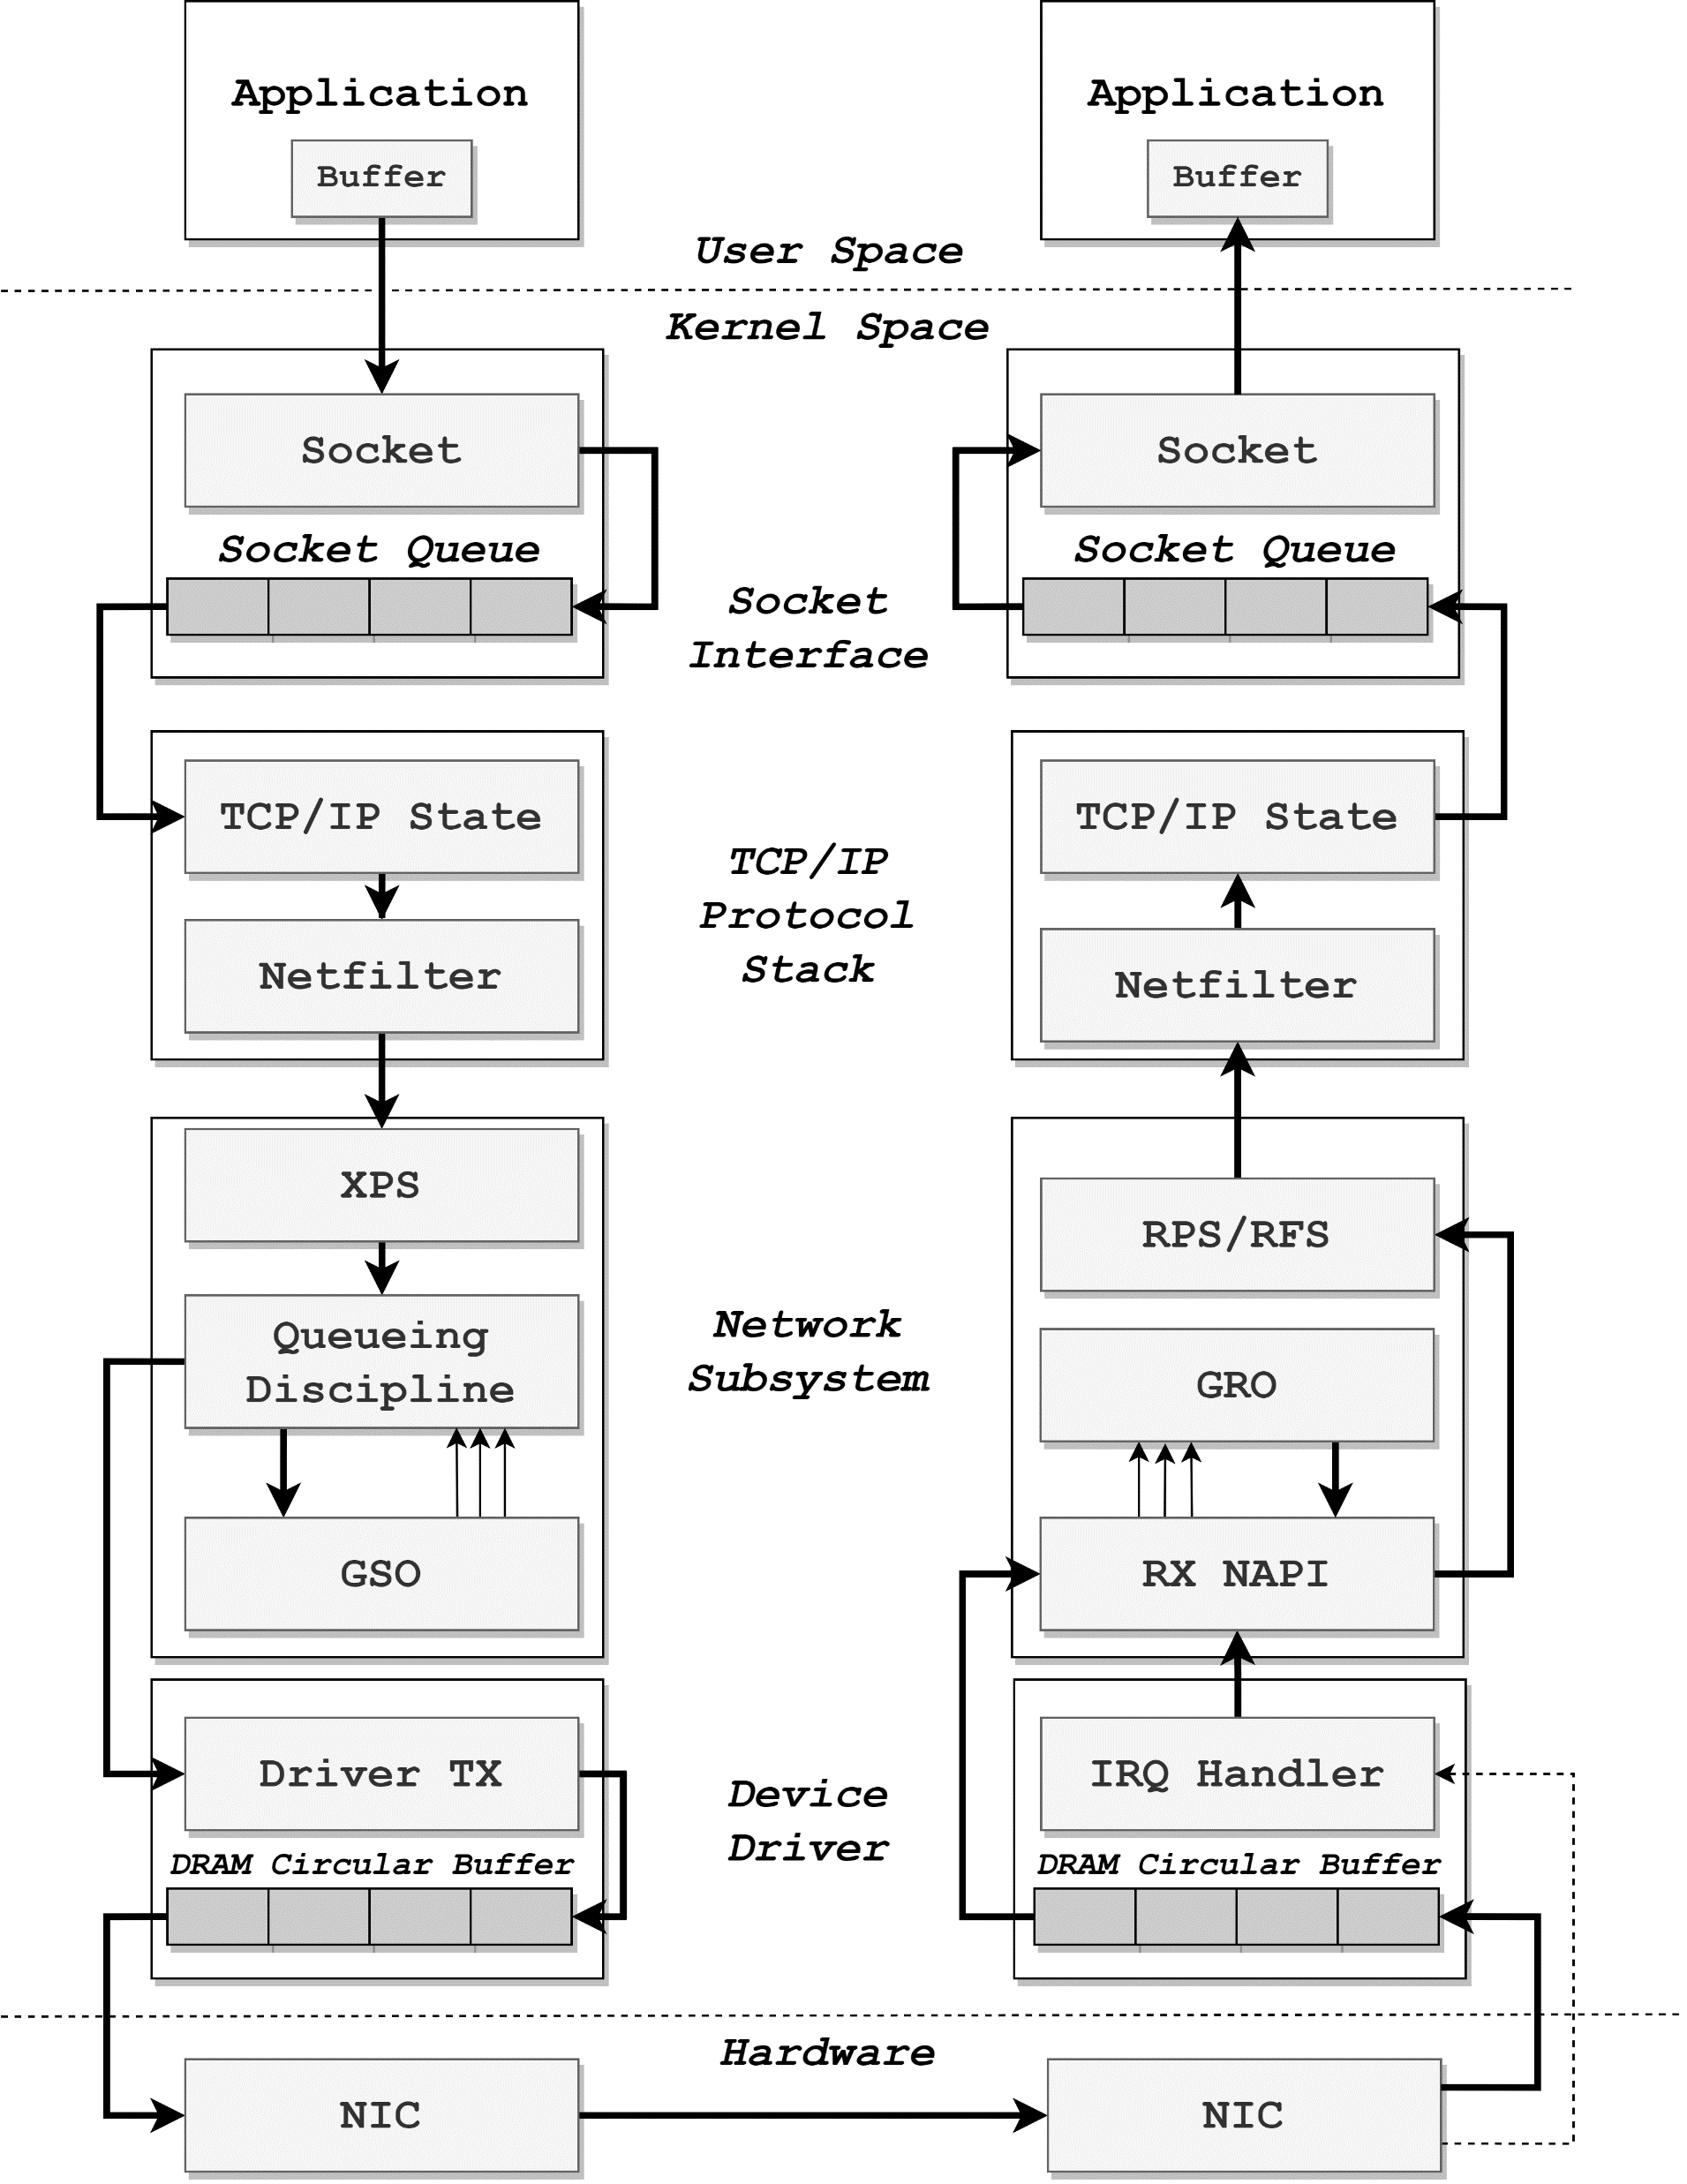 Application
Buffer
Application
Buffer
User Space
Kernel Space
Socket
Socket Queue
Socket
Socket Queue
Socket
Interface
TCP/IP State
Netfilter
TCP/IP
Protocol
Stack
TCP/IP State
Netfilter
XPS
Queueing
Discipline
GSO
Network
Subsystem
RPS/RFS
GRO
RX NAPI
Driver TX
DRAM Circular Buffer
Device
Driver
IRQ Handler
DRAM Circular Buffer
Hardware
NIC
NIC